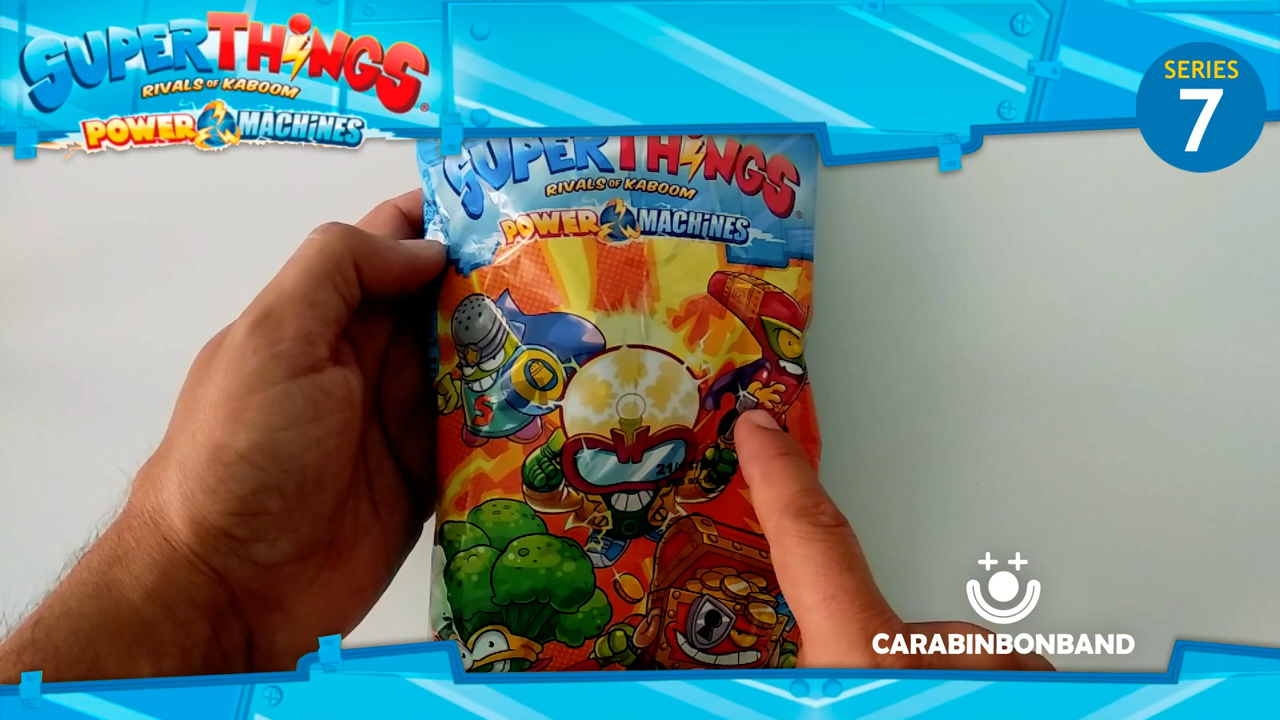 SUPERTHINGS
RIVALS OF KABOOM
POWER MACHINES
SERIES
7
SUPERTHINGS
RIVALS OF KABOOM
POWER MACHINES
S
CARABINBONBAND